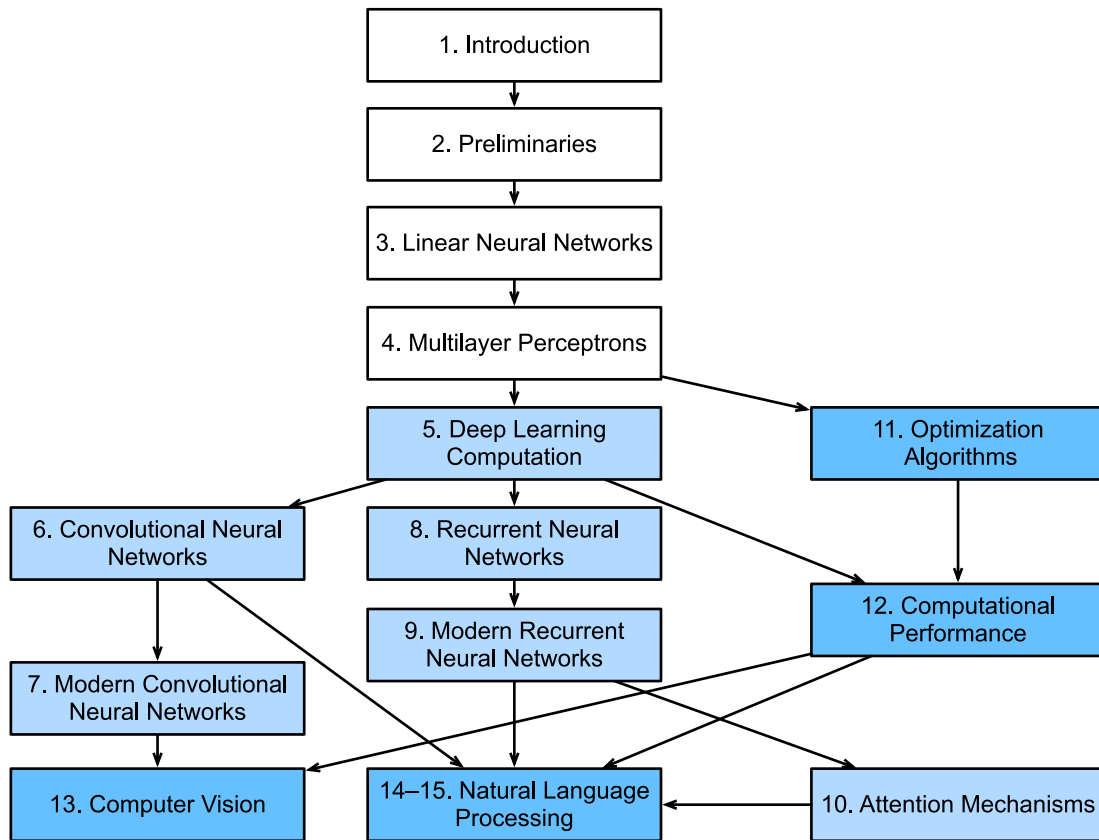 1. Introduction
2. Preliminaries
3. Linear Neural Networks
4. Multilayer Perceptrons
5. Deep Learning
Computation
11. Optimization
Algorithms
6. Convolutional Neural
Networks
8. Recurrent Neural
Networks
12. Computational
Performance
9. Modern Recurrent
Neural Networks
7. Modern Convolutional
Neural Networks
13. Computer Vision
14–15. Natural Language
Processing
10. Attention Mechanisms